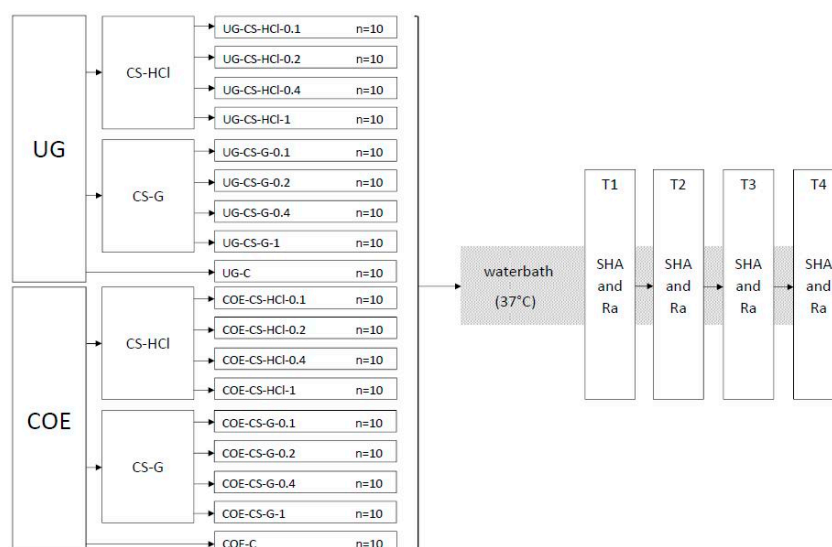 UG
CS-HCl
UG-CS-HCl-0.1 n=10
UG-CS-HCl-0.2 n=10
UG-CS-HCl-0.4 n=10
UG-CS-HCl-1 n=10
CS-G
UG-CS-G-0.1 n=10
UG-CS-G-0.2 n=10
UG-CS-G-0.4 n=10
UG-CS-G-1 n=10
UG-C n=10
COE
CS-HCl
COE-CS-HCl-0.1 n=10
COE-CS-HCl-0.2 n=10
COE-CS-HCl-0.4 n=10
COE-CS-HCl-1 n=10
CS-G
COE-CS-G-0.1 n=10
COE-CS-G-0.2 n=10
COE-CS-G-0.4 n=10
COE-CS-G-1 n=10
COE-C n=10
waterbath
(37°C)
T1
SHA
and
Ra
T2
SHA
and
Ra
T3
SHA
and
Ra
T4
SHA
and
Ra